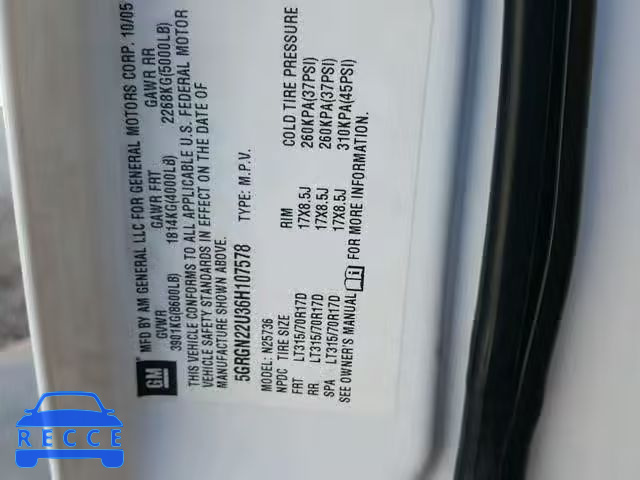 GM
MFD BY AM GENERAL LLC FOR GENERAL MOTORS CORP. 10/05
GVWR GAWR FRT GAWR RR
3901KG(8600LB) 1814KG(4000LB) 2268KG(5000LB)
THIS VEHICLE CONFORMS TO ALL APPLICABLE U.S. FEDERAL MOTOR
VEHICLE SAFETY STANDARDS IN EFFECT ON THE DATE OF
MANUFACTURE SHOWN ABOVE.
5GRGN22U36H107578 TYPE: M.P.V.
MODEL: N25736
NPDC TIRE SIZE RIM COLD TIRE PRESSURE
FRT LT315/70R17D 17X8.5J 260KPA(37PSI)
RR LT315/70R17D 17X8.5J 260KPA(37PSI)
SPA LT315/70R17D 17X8.5J 310KPA(45PSI)
SEE OWNER'S MANUAL FOR MORE INFORMATION.
STAT
RECCE